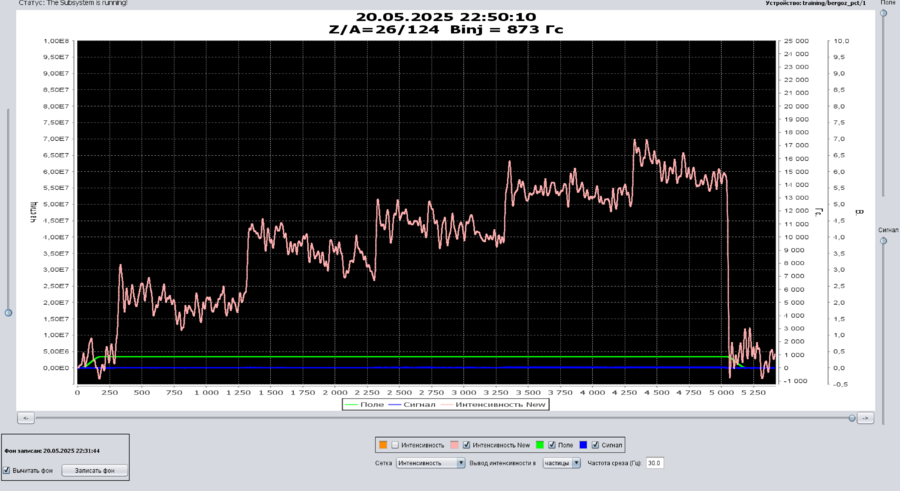 Статус: The Subsystem is running!
Устройство: training/bergoz_pct/1
Поле
20.05.2025 22:50:10
Z/A=26/124 Binj = 873 Гс
1,00E8
9,50E7
9,00E7
8,50E7
8,00E7
7,50E7
7,00E7
6,50E7
6,00E7
5,50E7
5,00E7
4,50E7
4,00E7
3,50E7
3,00E7
2,50E7
2,00E7
1,50E7
1,00E7
5,00E6
0,00E0
25 000
24 000
23 000
22 000
21 000
20 000
19 000
18 000
17 000
16 000
15 000
14 000
13 000
12 000
11 000
10 000
9 000
8 000
7 000
6 000
5 000
4 000
3 000
2 000
1 000
0
-1 000
Гс
10,0
9,5
9,0
8,5
8,0
7,5
7,0
6,5
6,0
5,5
5,0
4,5
4,0
3,5
3,0
2,5
2,0
1,5
1,0
0,5
0,0
-0,5
В
Сигнал
0 250 500 750 1 000 1 250 1 500 1 750 2 000 2 250 2 500 2 750 3 000 3 250 3 500 3 750 4 000 4 250 4 500 4 750 5 000 5 250
Поле Сигнал Интенсивность New
Фон записан: 20.05.2025 22:31:44
Вычитать фон Записать фон
Интенсивность Интенсивность New Поле Сигнал
Сетка Интенсивность Вывод интенсивности в частицы Частота среза (Гц): 30.0